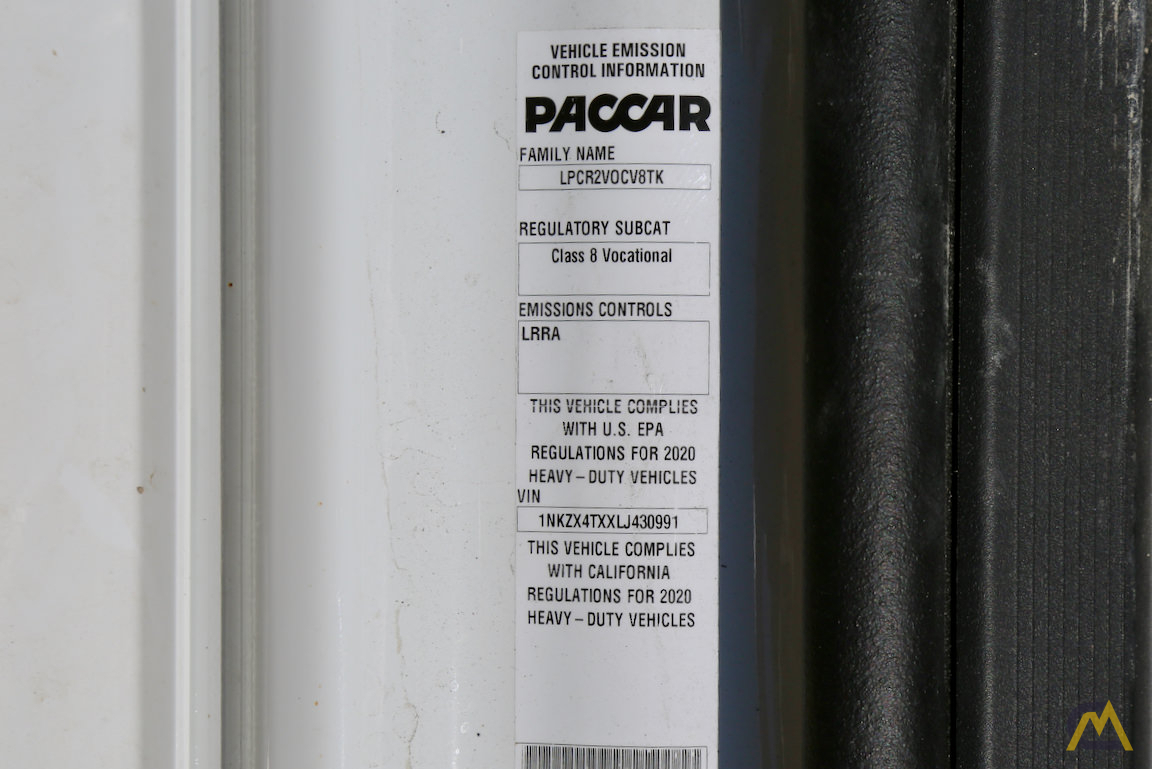 VEHICLE EMISSION
CONTROL INFORMATION
PACCAR
FAMILY NAME
LPCR2VOCV8TK
REGULATORY SUBCAT
Class 8 Vocational
EMISSIONS CONTROLS
LRRA
THIS VEHICLE COMPLIES
WITH U.S. EPA
REGULATIONS FOR 2020
HEAVY – DUTY VEHICLES
VIN
1NKZX4TXXLJ430991
THIS VEHICLE COMPLIES
WITH CALIFORNIA
REGULATIONS FOR 2020
HEAVY – DUTY VEHICLES